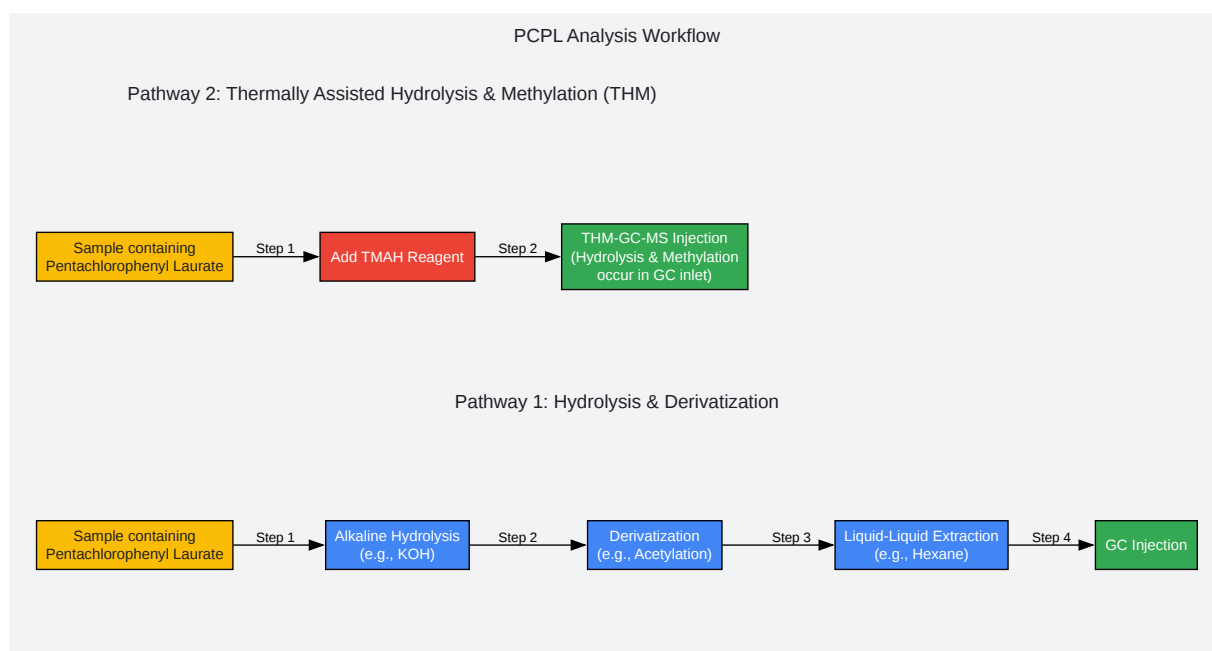 PCPL Analysis Workflow
Pathway 2: Thermally Assisted Hydrolysis & Methylation (THM)
Sample containing
Pentachlorophenyl Laurate
Step 1
Add TMAH Reagent
Step 2
THM-GC-MS Injection
(Hydrolysis & Methylation
occur in GC inlet)
Pathway 1: Hydrolysis & Derivatization
Sample containing
Pentachlorophenyl Laurate
Step 1
Alkaline Hydrolysis
(e.g., KOH)
Step 2
Derivatization
(e.g., Acetylation)
Step 3
Liquid-Liquid Extraction
(e.g., Hexane)
Step 4
GC Injection